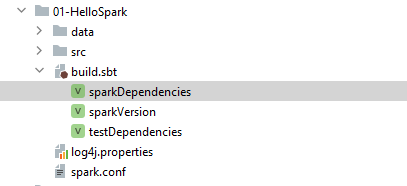 01-HelloSpark
data
src
build.sbt
V sparkDependencies
V sparkVersion
V testDependencies
log4j.properties
spark.conf